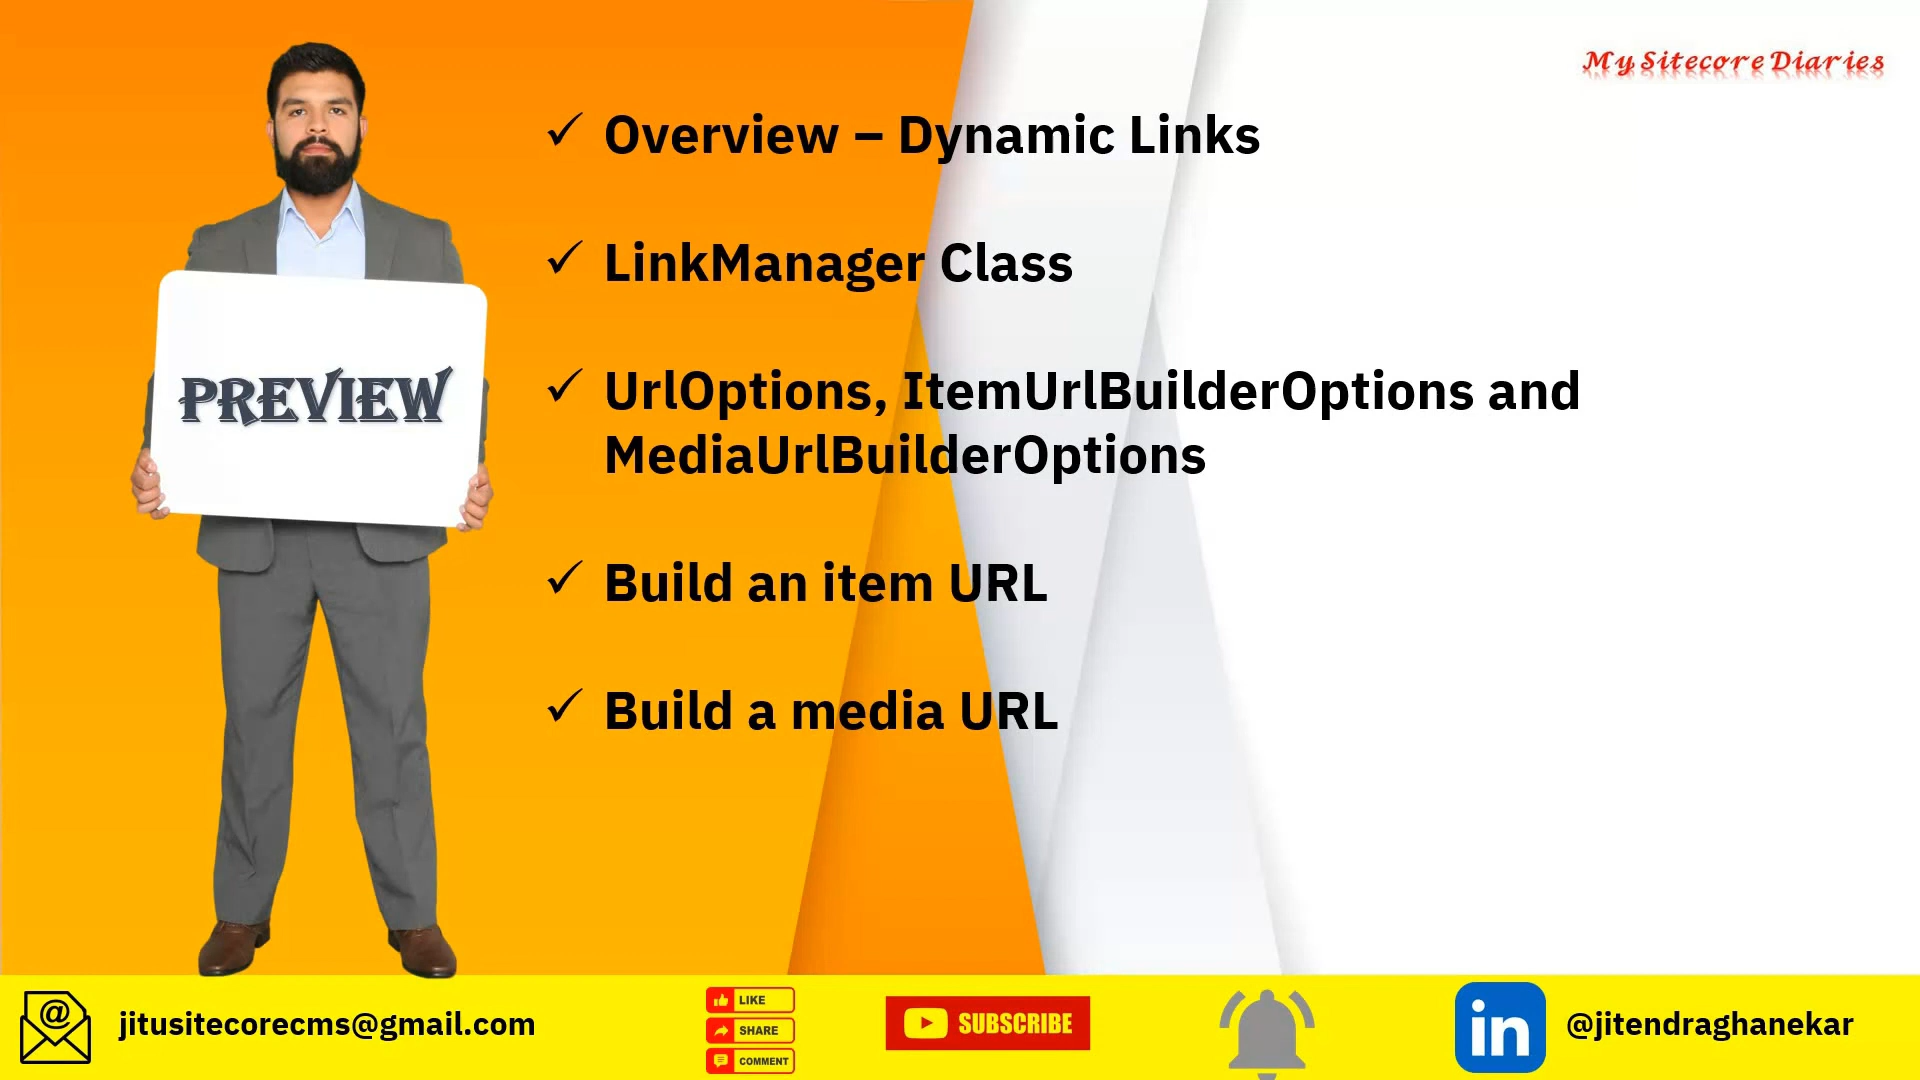 My Sitecore Diaries
✓ Overview – Dynamic Links
✓ LinkManager Class
✓ UrlOptions, ItemUrlBuilderOptions and
MediaUrlBuilderOptions
✓ Build an item URL
✓ Build a media URL
PREVIEW
@
jitusitecorecms@gmail.com
LIKE
SHARE
COMMENT
SUBSCRIBE
in
@jitendraghanekar